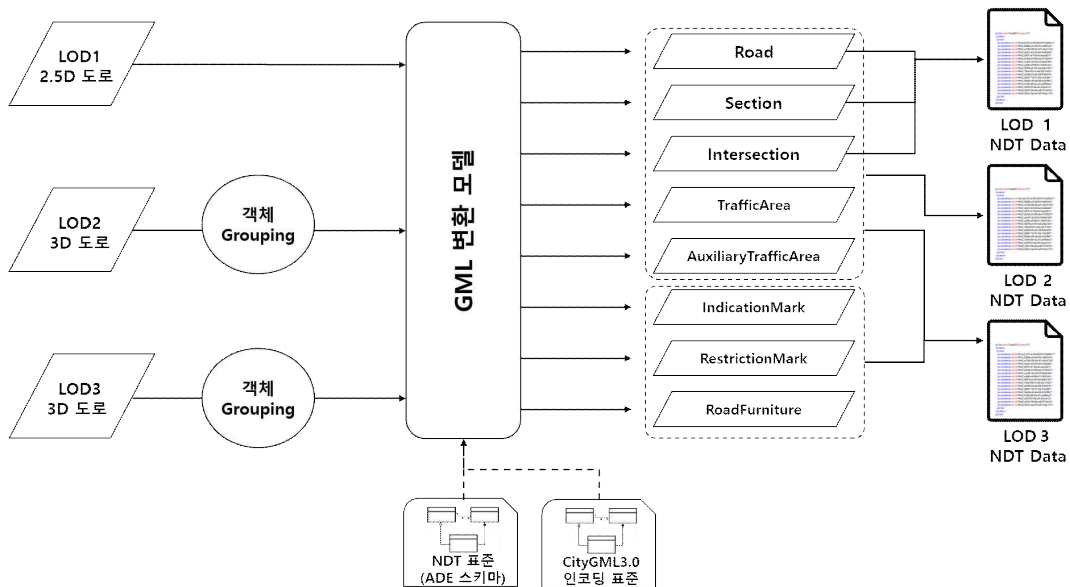 LOD1
2.5D 도로
LOD2
3D 도로
LOD3
3D 도로
객체
Grouping
객체
Grouping
GML 변환 모델
Road
Section
Intersection
TrafficArea
AuxiliaryTrafficArea
IndicationMark
RestrictionMark
RoadFurniture
LOD 1
NDT Data
LOD 2
NDT Data
LOD 3
NDT Data
NDT 표준
(ADE 스키마)
CityGML3.0
인코딩 표준